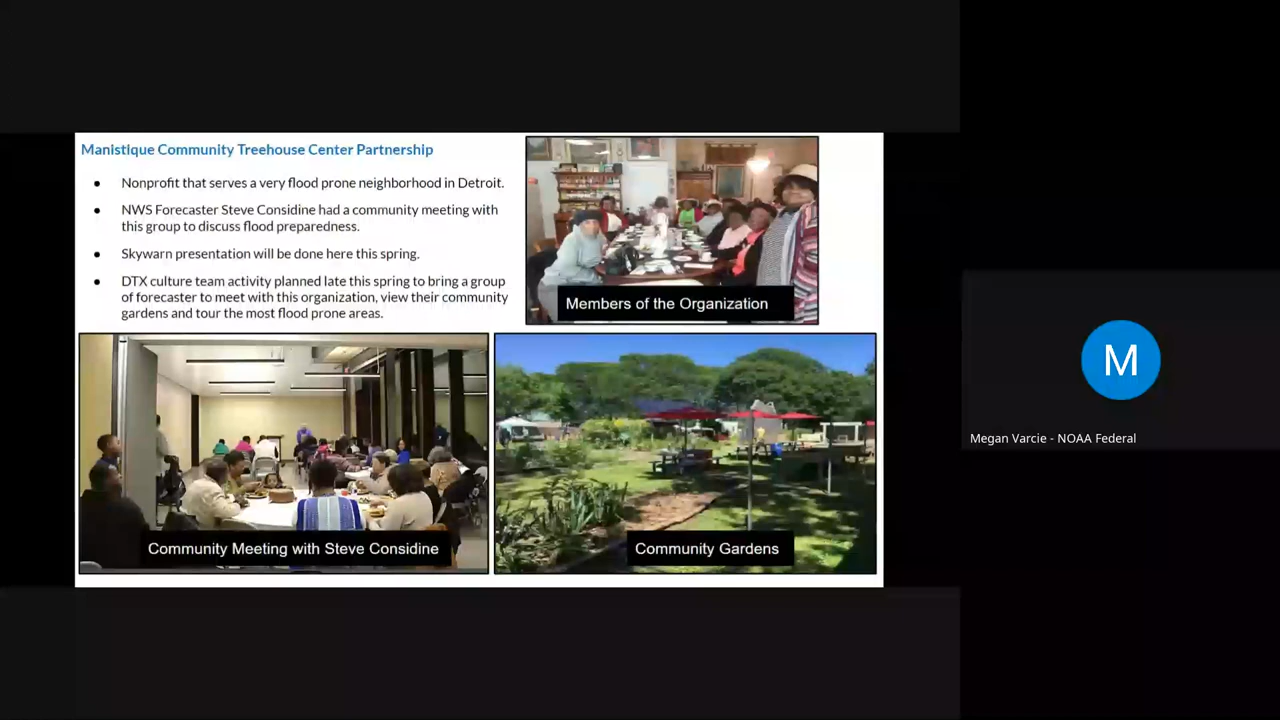 Manistique Community Treehouse Center Partnership
● Nonprofit that serves a very flood prone neighborhood in Detroit.
● NWS Forecaster Steve Considine had a community meeting with
this group to discuss flood preparedness.
● Skywarn presentation will be done here this spring.
● DTX culture team activity planned late this spring to bring a group
of forecaster to meet with this organization, view their community
gardens and tour the most flood prone areas.
Members of the Organization
Community Meeting with Steve Considine
Community Gardens
M
Megan Varcie - NOAA Federal